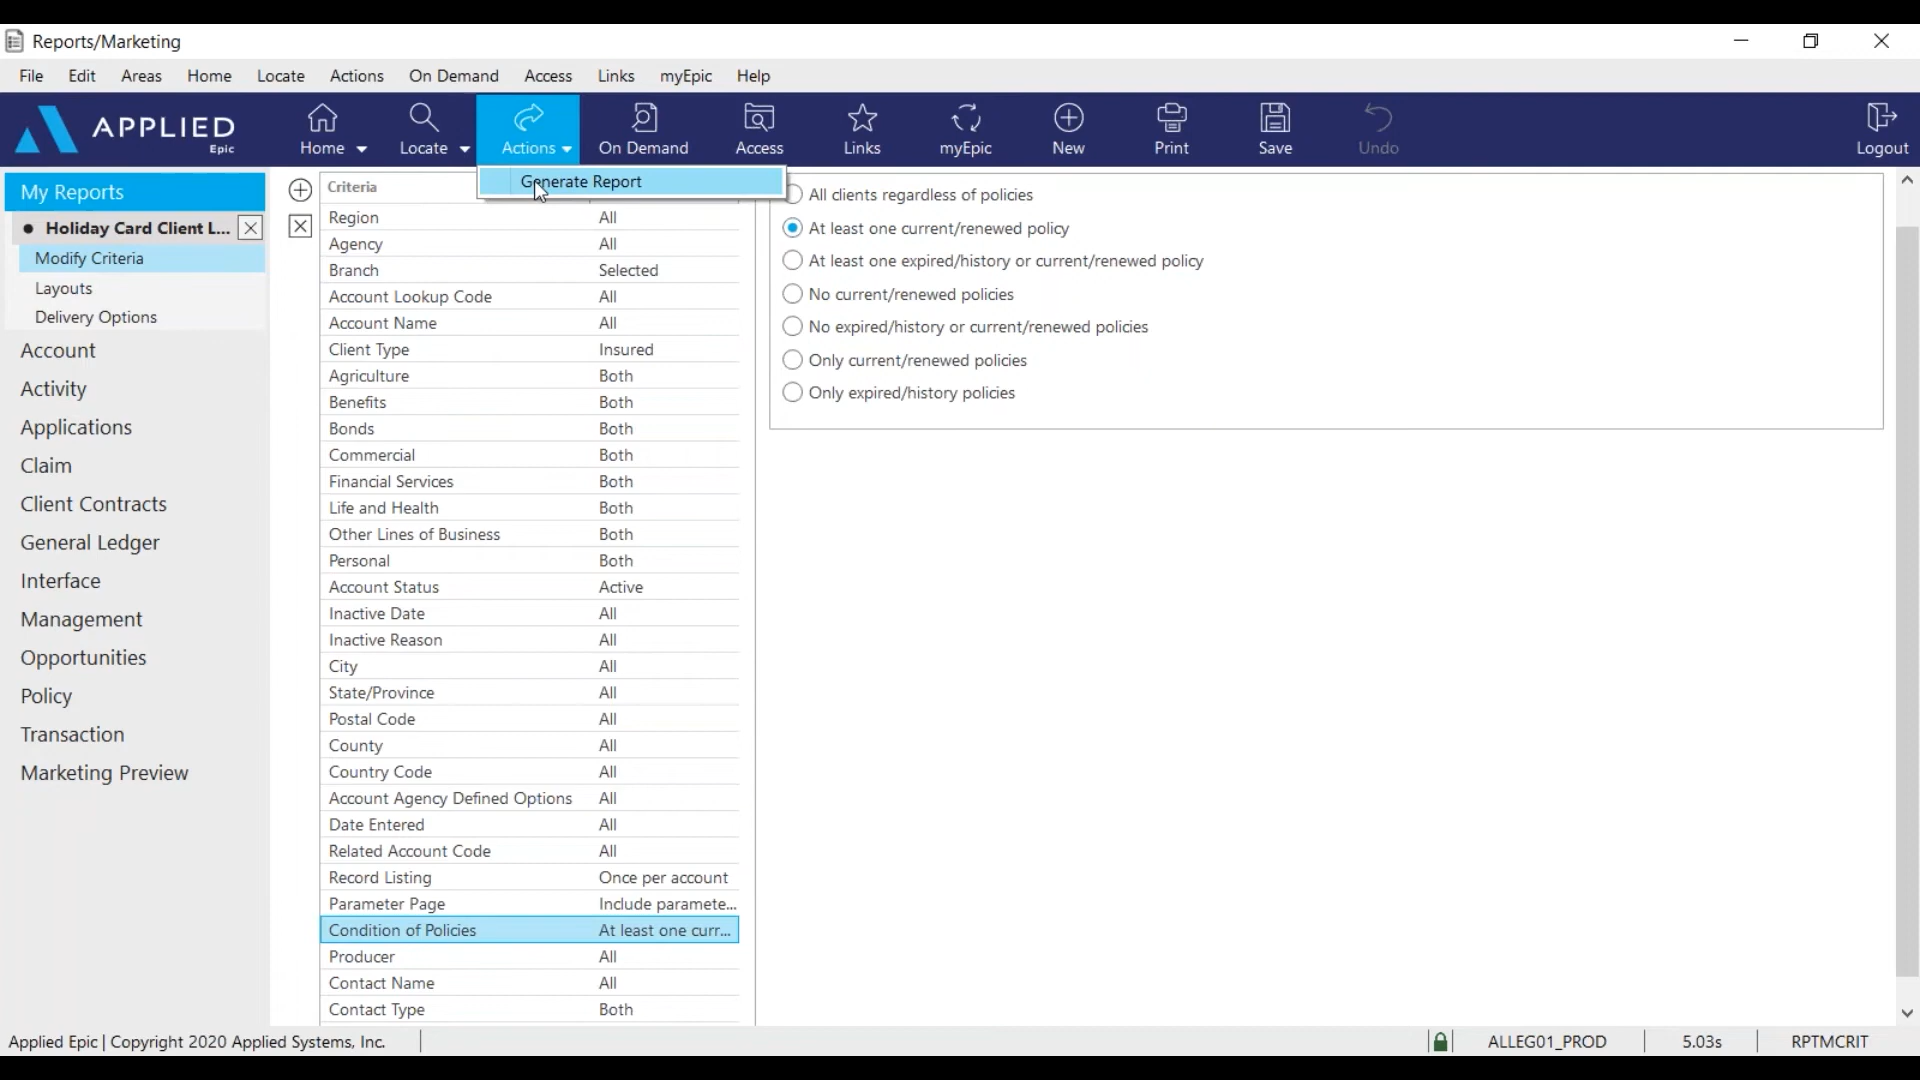 Reports/Marketing
File Edit Areas Home Locate Actions On Demand Access Links myEpic Help
APPLIED
Epic
Home Locate Actions On Demand Access Links myEpic New Print Save Undo Logout
Generate Report
My Reports
Holiday Card Client L...
Modify Criteria
Layouts
Delivery Options
Account
Activity
Applications
Claim
Client Contracts
General Ledger
Interface
Management
Opportunities
Policy
Transaction
Marketing Preview
Criteria
Region All
Agency All
Branch Selected
Account Lookup Code All
Account Name All
Client Type Insured
Agriculture Both
Benefits Both
Bonds Both
Commercial Both
Financial Services Both
Life and Health Both
Other Lines of Business Both
Personal Both
Account Status Active
Inactive Date All
Inactive Reason All
City All
State/Province All
Postal Code All
County All
Country Code All
Account Agency Defined Options All
Date Entered All
Related Account Code All
Record Listing Once per account
Parameter Page Include paramete...
Condition of Policies At least one curr...
Producer All
Contact Name All
Contact Type Both
All clients regardless of policies
At least one current/renewed policy
At least one expired/history or current/renewed policy
No current/renewed policies
No expired/history or current/renewed policies
Only current/renewed policies
Only expired/history policies
Applied Epic | Copyright 2020 Applied Systems, Inc. ALLEG01_PROD 5.03s RPTMCRIT